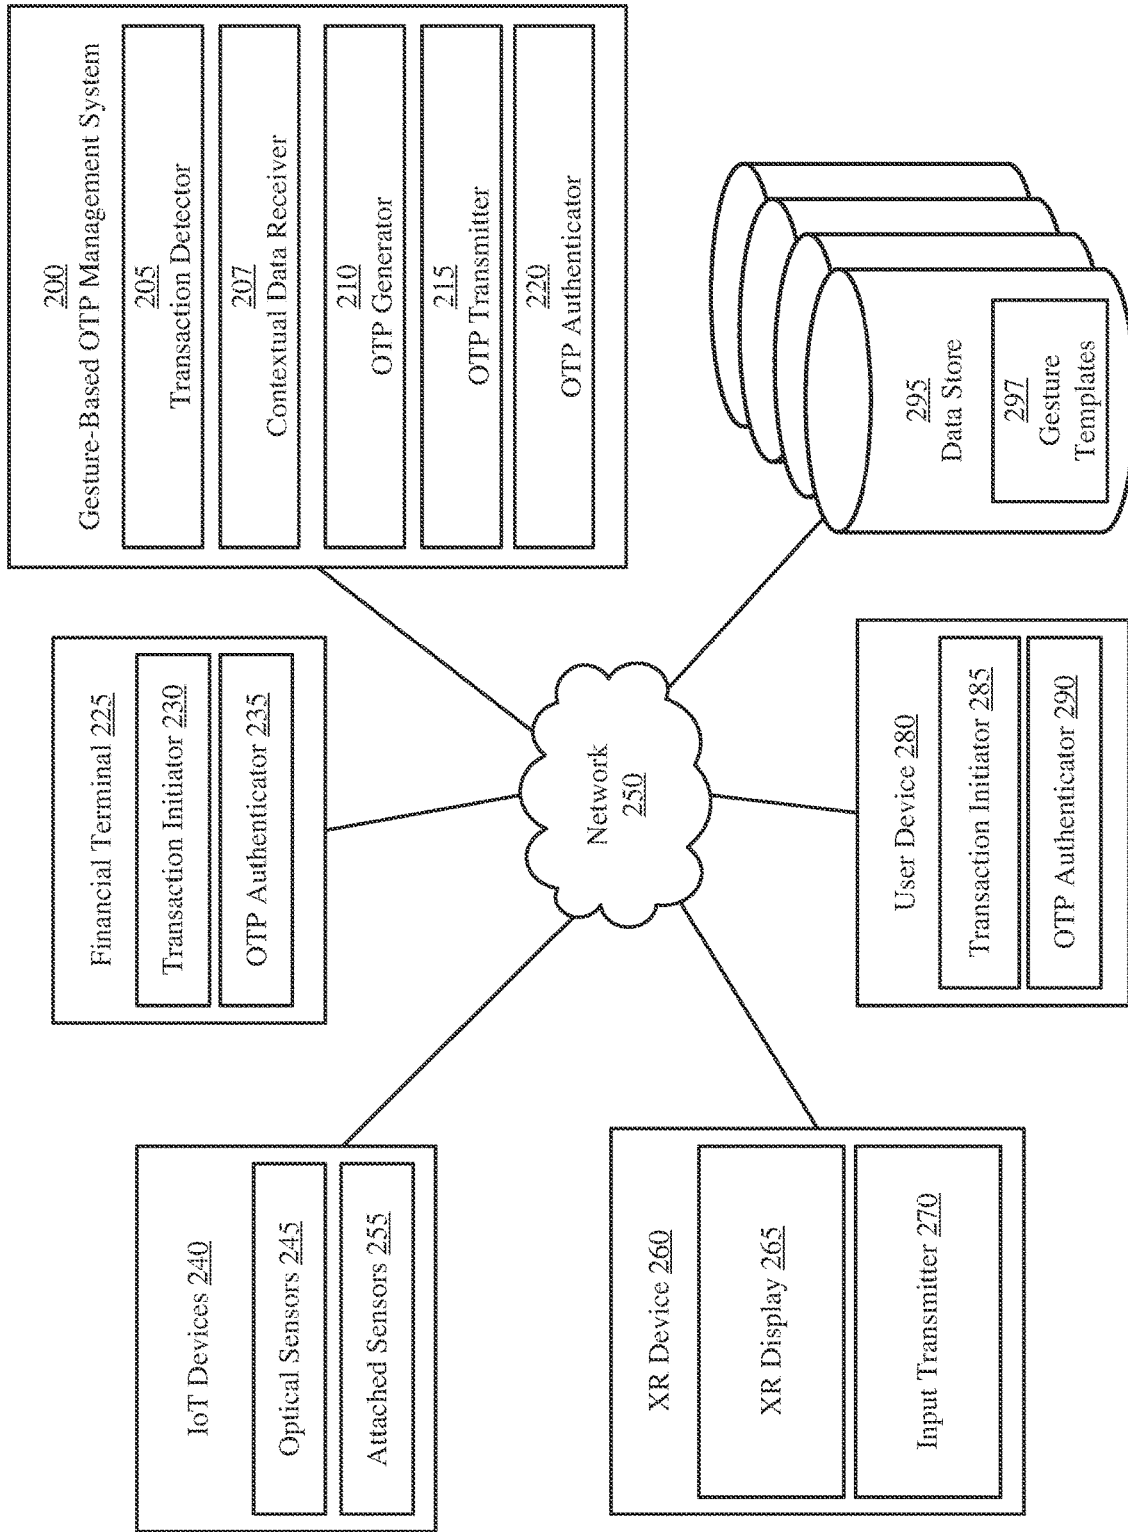 IoT Devices 240
Optical Sensors 245
Attached Sensors 255
Financial Terminal 225
Transaction Initiator 230
OTP Authenticator 235
200
Gesture-Based OTP Management System
205
Transaction Detector
207
Contextual Data Receiver
210
OTP Generator
215
OTP Transmitter
220
OTP Authenticator
Network
250
XR Device 260
XR Display 265
Input Transmitter 270
User Device 280
Transaction Initiator 285
OTP Authenticator 290
295
Data Store
297
Gesture
Templates